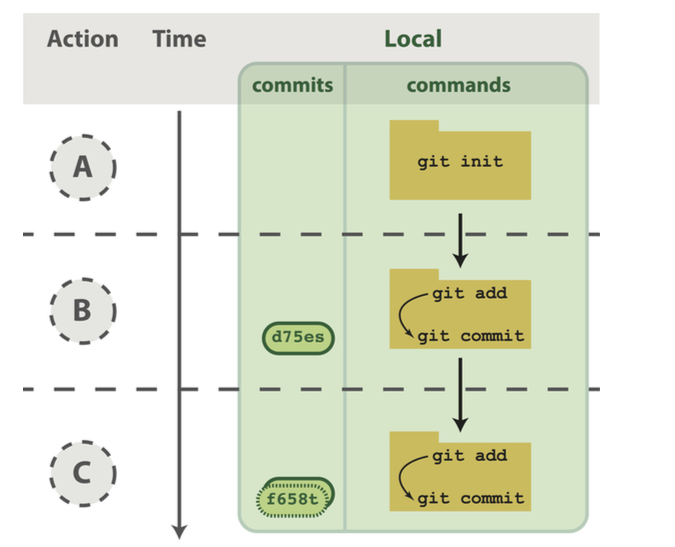 Action Time Local
commits commands
A
git init
B
git add
d75es
git commit
C
git add
f658t
git commit